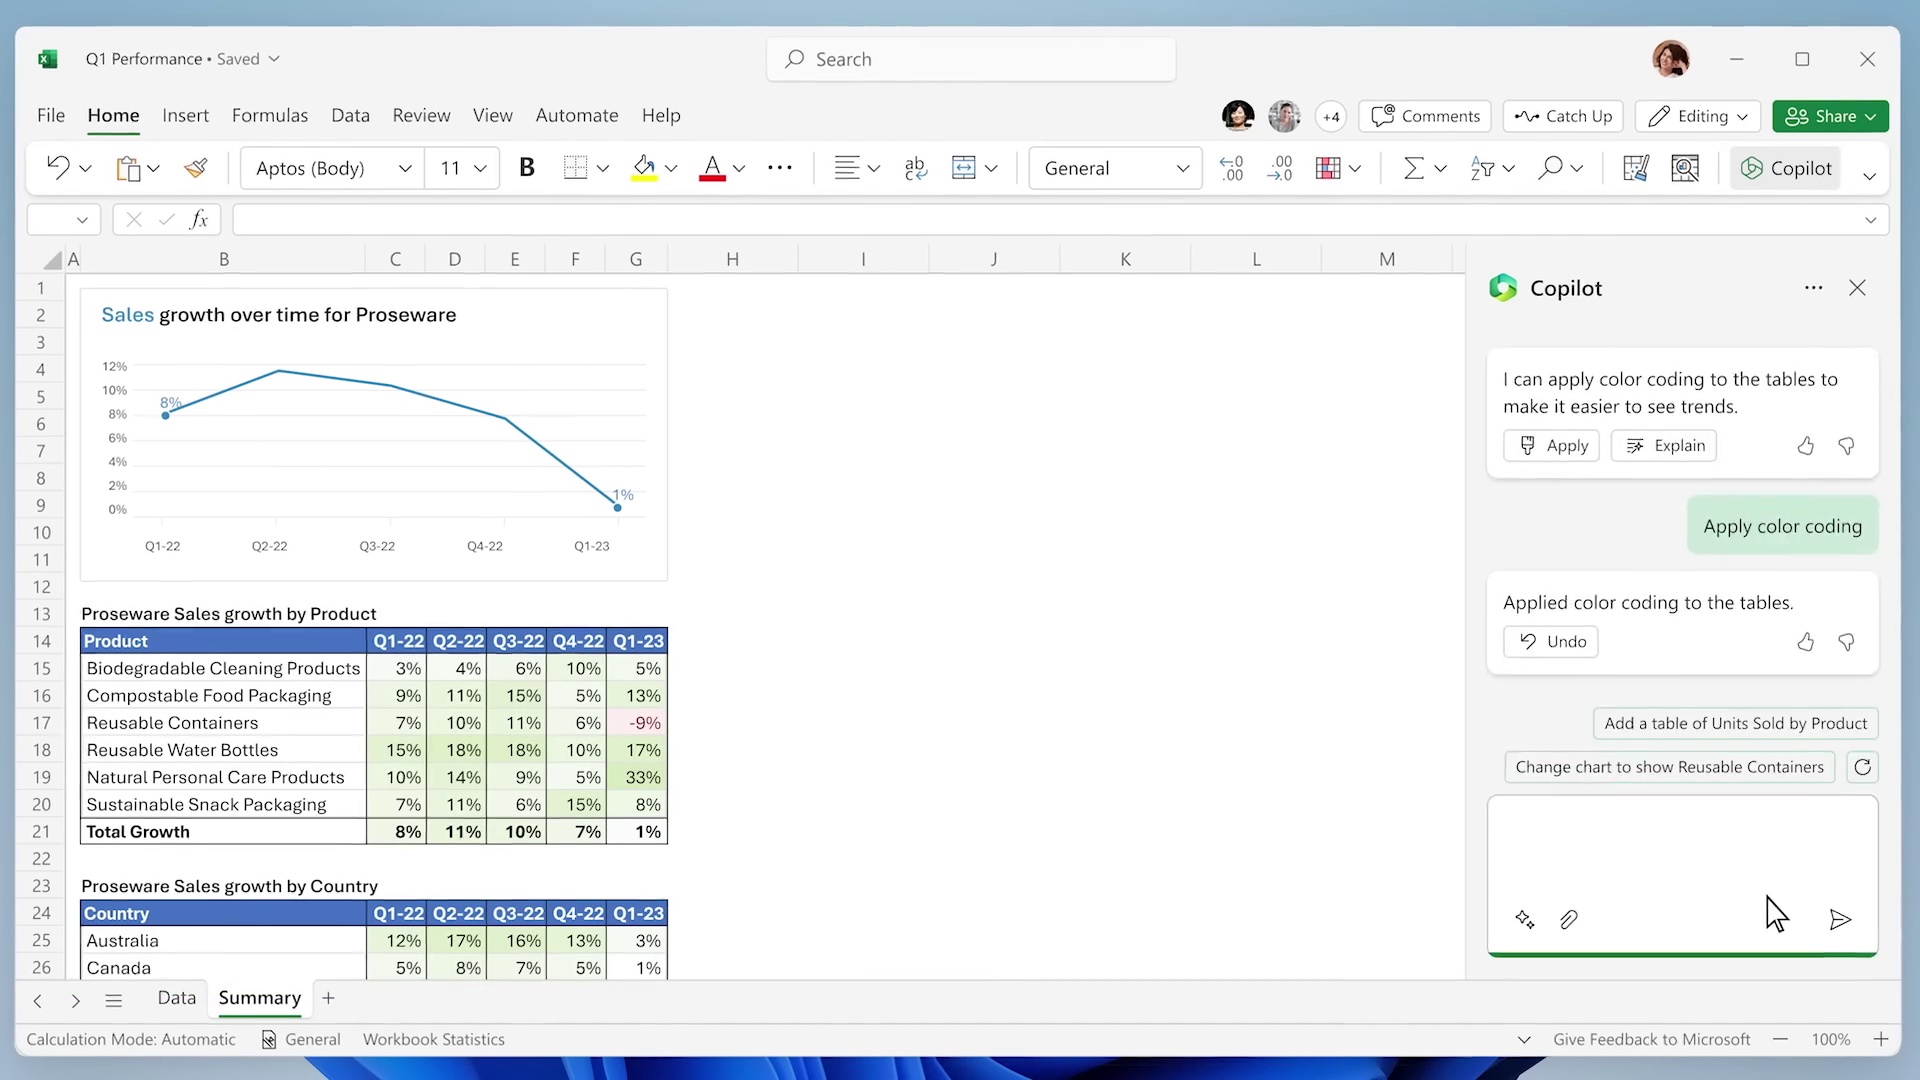 Q1 Performance • Saved
Search
File Home Insert Formulas Data Review View Automate Help
+4 Comments Catch Up Editing Share
Aptos (Body) 11 B A ab c General ←0 .00 .00 →0 Σ A Z Copilot
fx
A B C D E F G H I J K L M
1
2
3
4
5
6
7
8
9
10
11
12
13
14
15
16
17
18
19
20
21
22
23
24
25
26
Sales growth over time for Proseware
12%
10%
8%
6%
4%
2%
0%
8%
1%
Q1-22 Q2-22 Q3-22 Q4-22 Q1-23
Proseware Sales growth by Product
Product Q1-22 Q2-22 Q3-22 Q4-22 Q1-23
Biodegradable Cleaning Products 3% 4% 6% 10% 5%
Compostable Food Packaging 9% 11% 15% 5% 13%
Reusable Containers 7% 10% 11% 6% -9%
Reusable Water Bottles 15% 18% 18% 10% 17%
Natural Personal Care Products 10% 14% 9% 5% 33%
Sustainable Snack Packaging 7% 11% 6% 15% 8%
Total Growth 8% 11% 10% 7% 1%
Proseware Sales growth by Country
Country Q1-22 Q2-22 Q3-22 Q4-22 Q1-23
Australia 12% 17% 16% 13% 3%
Canada 5% 8% 7% 5% 1%
Copilot
I can apply color coding to the tables to
make it easier to see trends.
Apply Explain
Apply color coding
Applied color coding to the tables.
Undo
Add a table of Units Sold by Product
Change chart to show Reusable Containers
Data Summary +
Calculation Mode: Automatic General Workbook Statistics
Give Feedback to Microsoft — 100% +